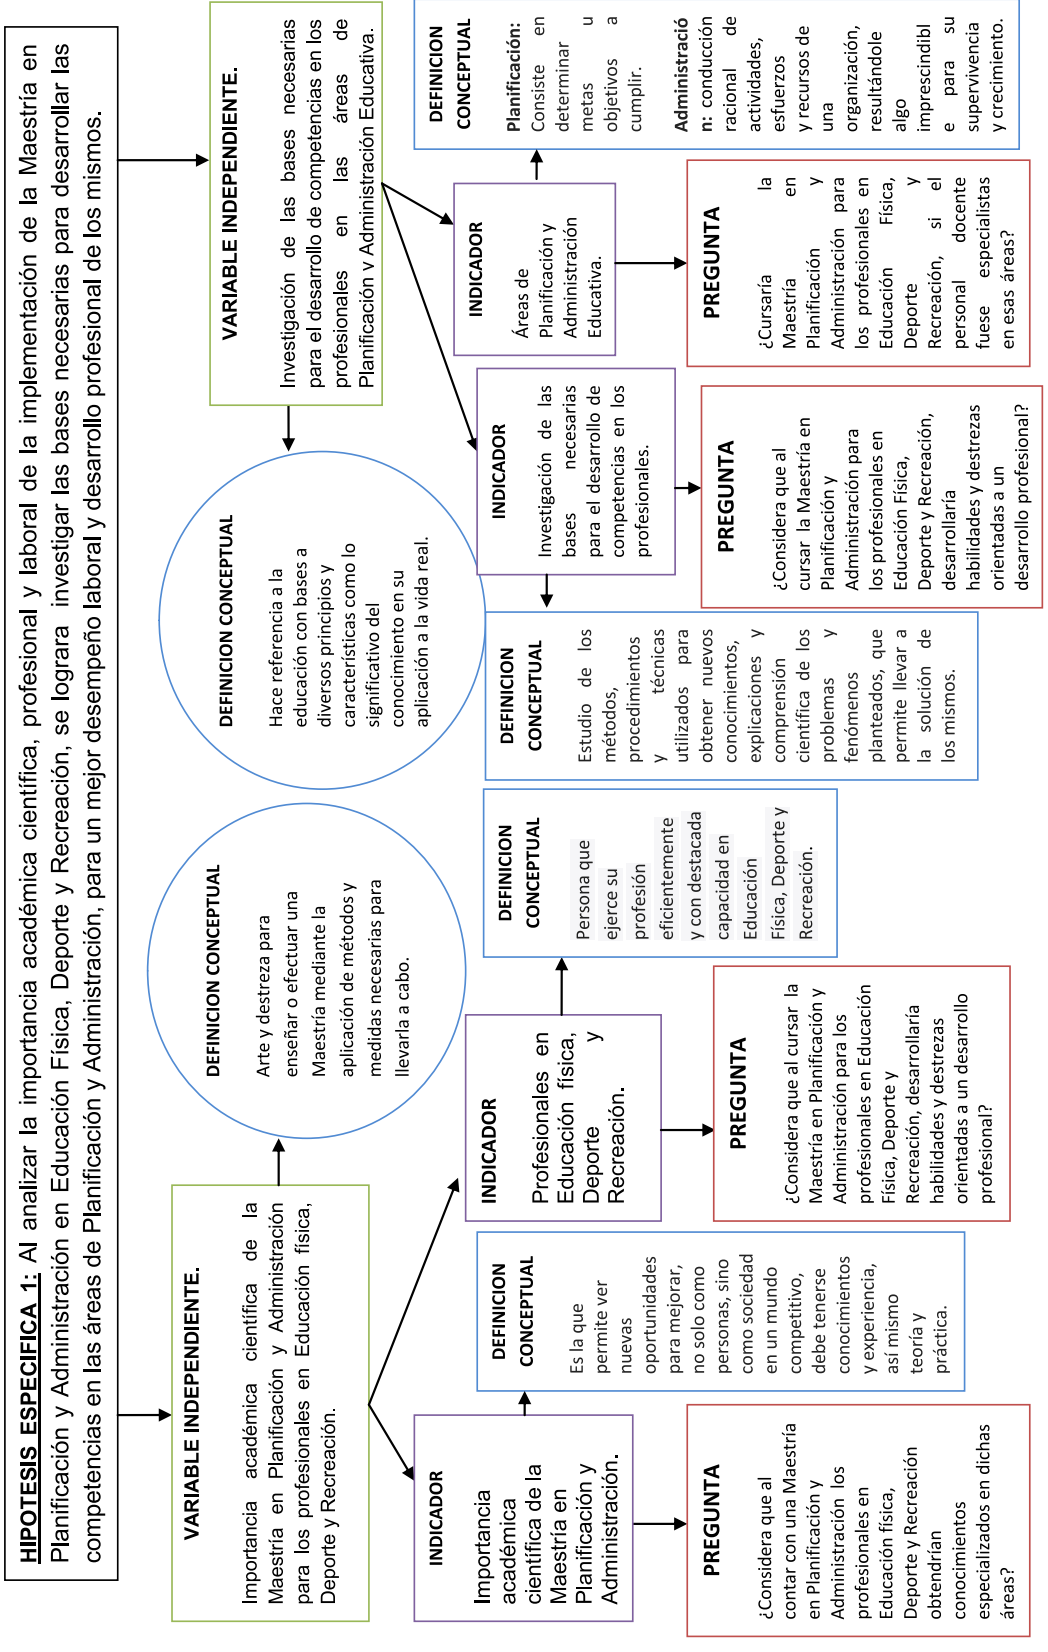 HIPOTESIS ESPECIFICA 1: Al analizar la importancia académica científica, profesional y laboral de la implementación de la Maestría en
Planificación y Administración en Educación Física, Deporte y Recreación, se lograra investigar las bases necesarias para desarrollar las
competencias en las áreas de Planificación y Administración, para un mejor desempeño laboral y desarrollo profesional de los mismos.
VARIABLE INDEPENDIENTE.
Importancia académica científica de la
Maestría en Planificación y Administración
para los profesionales en Educación física,
Deporte y Recreación.
DEFINICION CONCEPTUAL
Arte y destreza para
enseñar o efectuar una
Maestría mediante la
aplicación de métodos y
medidas necesarias para
llevarla a cabo.
DEFINICION CONCEPTUAL
Hace referencia a la
educación con bases a
diversos principios y
características como lo
significativo del
conocimiento en su
aplicación a la vida real.
VARIABLE INDEPENDIENTE.
Investigación de las bases necesarias
para el desarrollo de competencias en los
profesionales en las áreas de
Planificación y Administración Educativa.
INDICADOR
Importancia
académica
científica de la
Maestría en
Planificación y
Administración.
DEFINICION
CONCEPTUAL
Es la que
permite ver
nuevas
oportunidades
para mejorar,
no solo como
personas, sino
como sociedad
en un mundo
competitivo,
debe tenerse
conocimientos
y experiencia,
así mismo
teoría y
práctica.
INDICADOR
Profesionales en
Educación física,
Deporte y
Recreación.
DEFINICION
CONCEPTUAL
Persona que
ejerce su
profesión
eficientemente
y con destacada
capacidad en
Educación
Física, Deporte y
Recreación.
DEFINICION
CONCEPTUAL
Estudio de los
métodos,
procedimientos
y técnicas
utilizados para
obtener nuevos
conocimientos,
explicaciones y
comprensión
científica de los
problemas y
fenómenos
planteados, que
permite llevar a
la solución de
los mismos.
INDICADOR
Investigación de las
bases necesarias
para el desarrollo de
competencias en los
profesionales.
INDICADOR
Áreas de
Planificación y
Administración
Educativa.
DEFINICION
CONCEPTUAL
Planificación:
Consiste en
determinar
metas u
objetivos a
cumplir.
Administració
n: conducción
racional de
actividades,
esfuerzos
y recursos de
una
organización,
resultándole
algo
imprescindibl
e para su
supervivencia
y crecimiento.
PREGUNTA
¿Considera que al
contar con una Maestría
en Planificación y
Administración los
profesionales en
Educación física,
Deporte y Recreación
obtendrían
conocimientos
especializados en dichas
áreas?
PREGUNTA
¿Considera que al cursar la
Maestría en Planificación y
Administración para los
profesionales en Educación
Física, Deporte y
Recreación, desarrollaría
habilidades y destrezas
orientadas a un desarrollo
profesional?
PREGUNTA
¿Considera que al
cursar la Maestría en
Planificación y
Administración para
los profesionales en
Educación Física,
Deporte y Recreación,
desarrollaría
habilidades y destrezas
orientadas a un
desarrollo profesional?
PREGUNTA
¿Cursaría la
Maestría en
Planificación y
Administración para
los profesionales en
Educación Física,
Deporte y
Recreación, si el
personal docente
fuese especialistas
en esas áreas?